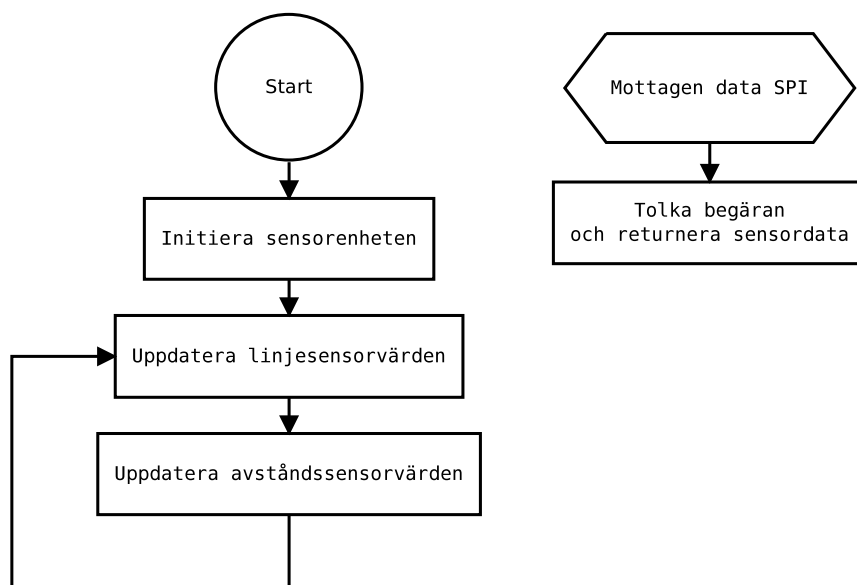 Start
Initiera sensorenheten
Uppdatera linjesensorvärden
Uppdatera avståndssensorvärden
Mottagen data SPI
Tolka begäran
och returnera sensordata